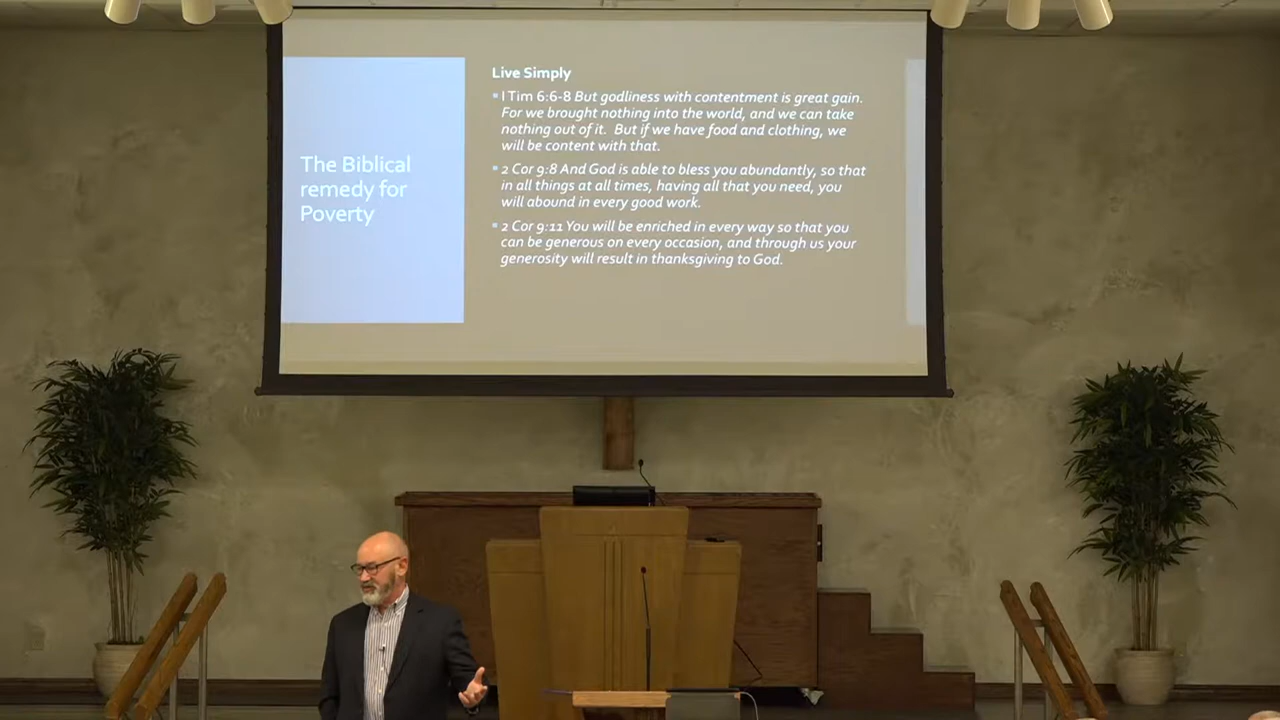 The Biblical
remedy for
Poverty
Live Simply
▪ I Tim 6:6-8 But godliness with contentment is great gain.
For we brought nothing into the world, and we can take
nothing out of it.  But if we have food and clothing, we
will be content with that.
▪ 2 Cor 9:8 And God is able to bless you abundantly, so that
in all things at all times, having all that you need, you
will abound in every good work.
▪ 2 Cor 9:11 You will be enriched in every way so that you
can be generous on every occasion, and through us your
generosity will result in thanksgiving to God.